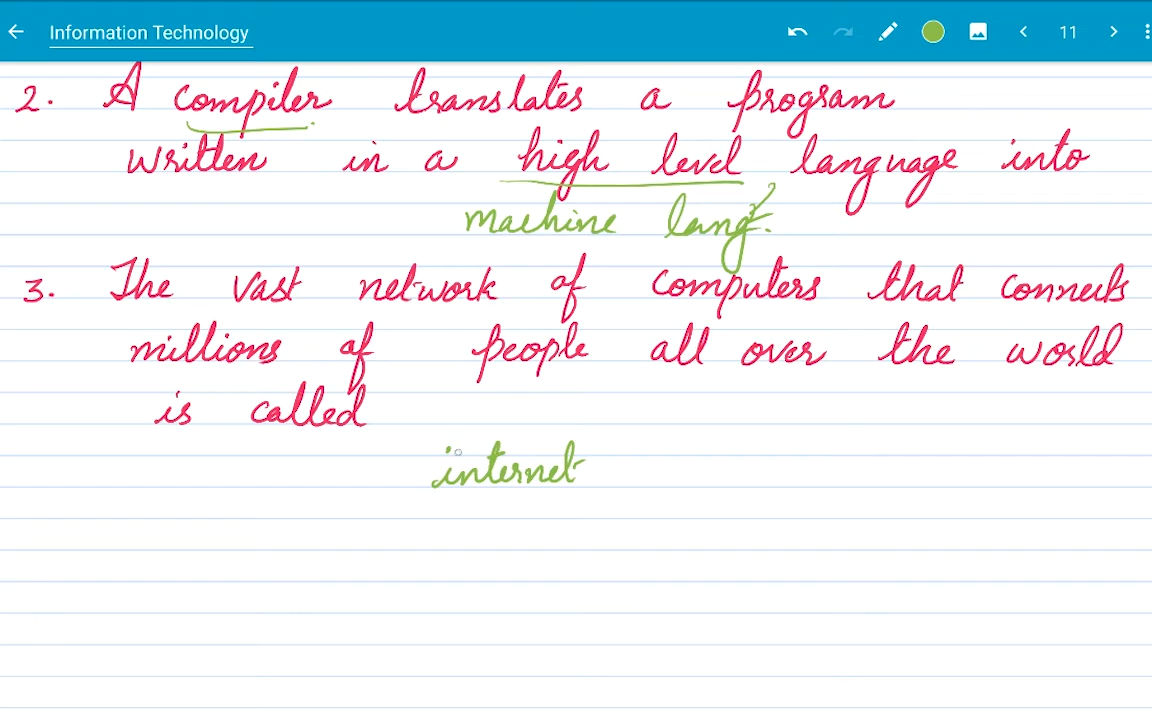 Information Technology
11
2. A compiler translates a program
written in a high level language into
machine lang.
3. The vast network of computers that connects
millions of people all over the world
is called
internet